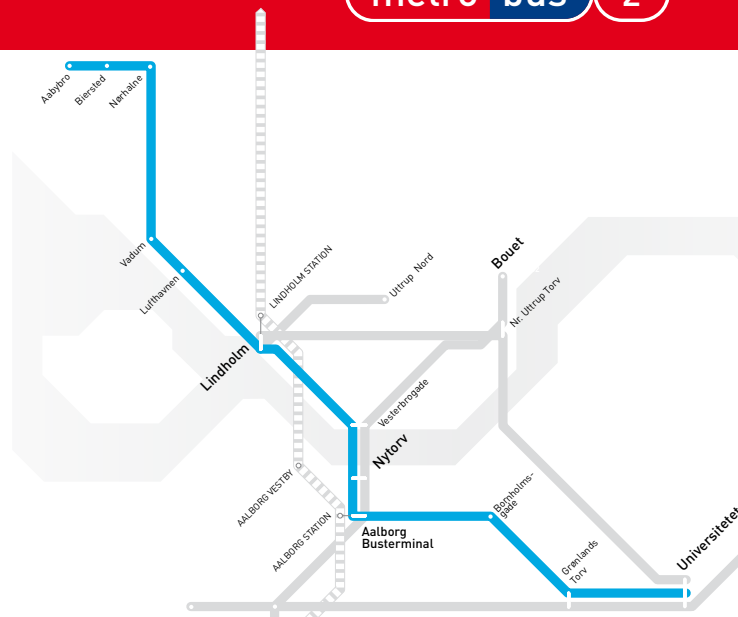 metro bus 2
Aabybro
Biersted
Nørhalne
Vadum
Lufthavnen
LINDHOLM STATION
Uttrup Nord
Bouet
Nr. Uttrup Torv
Lindholm
Vesterbrogade
Nytorv
AALBORG VESTBY
AALBORG STATION
Aalborg
Busterminal
Bornholms-
gade
Grønlands
Torv
Universitetet